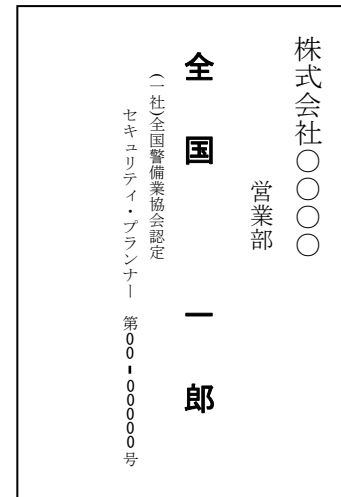 株式会社○○○○
営業部
全国一郎
(一社)全国警備業協会認定
セキュリティ・プランナー 第00-00000号